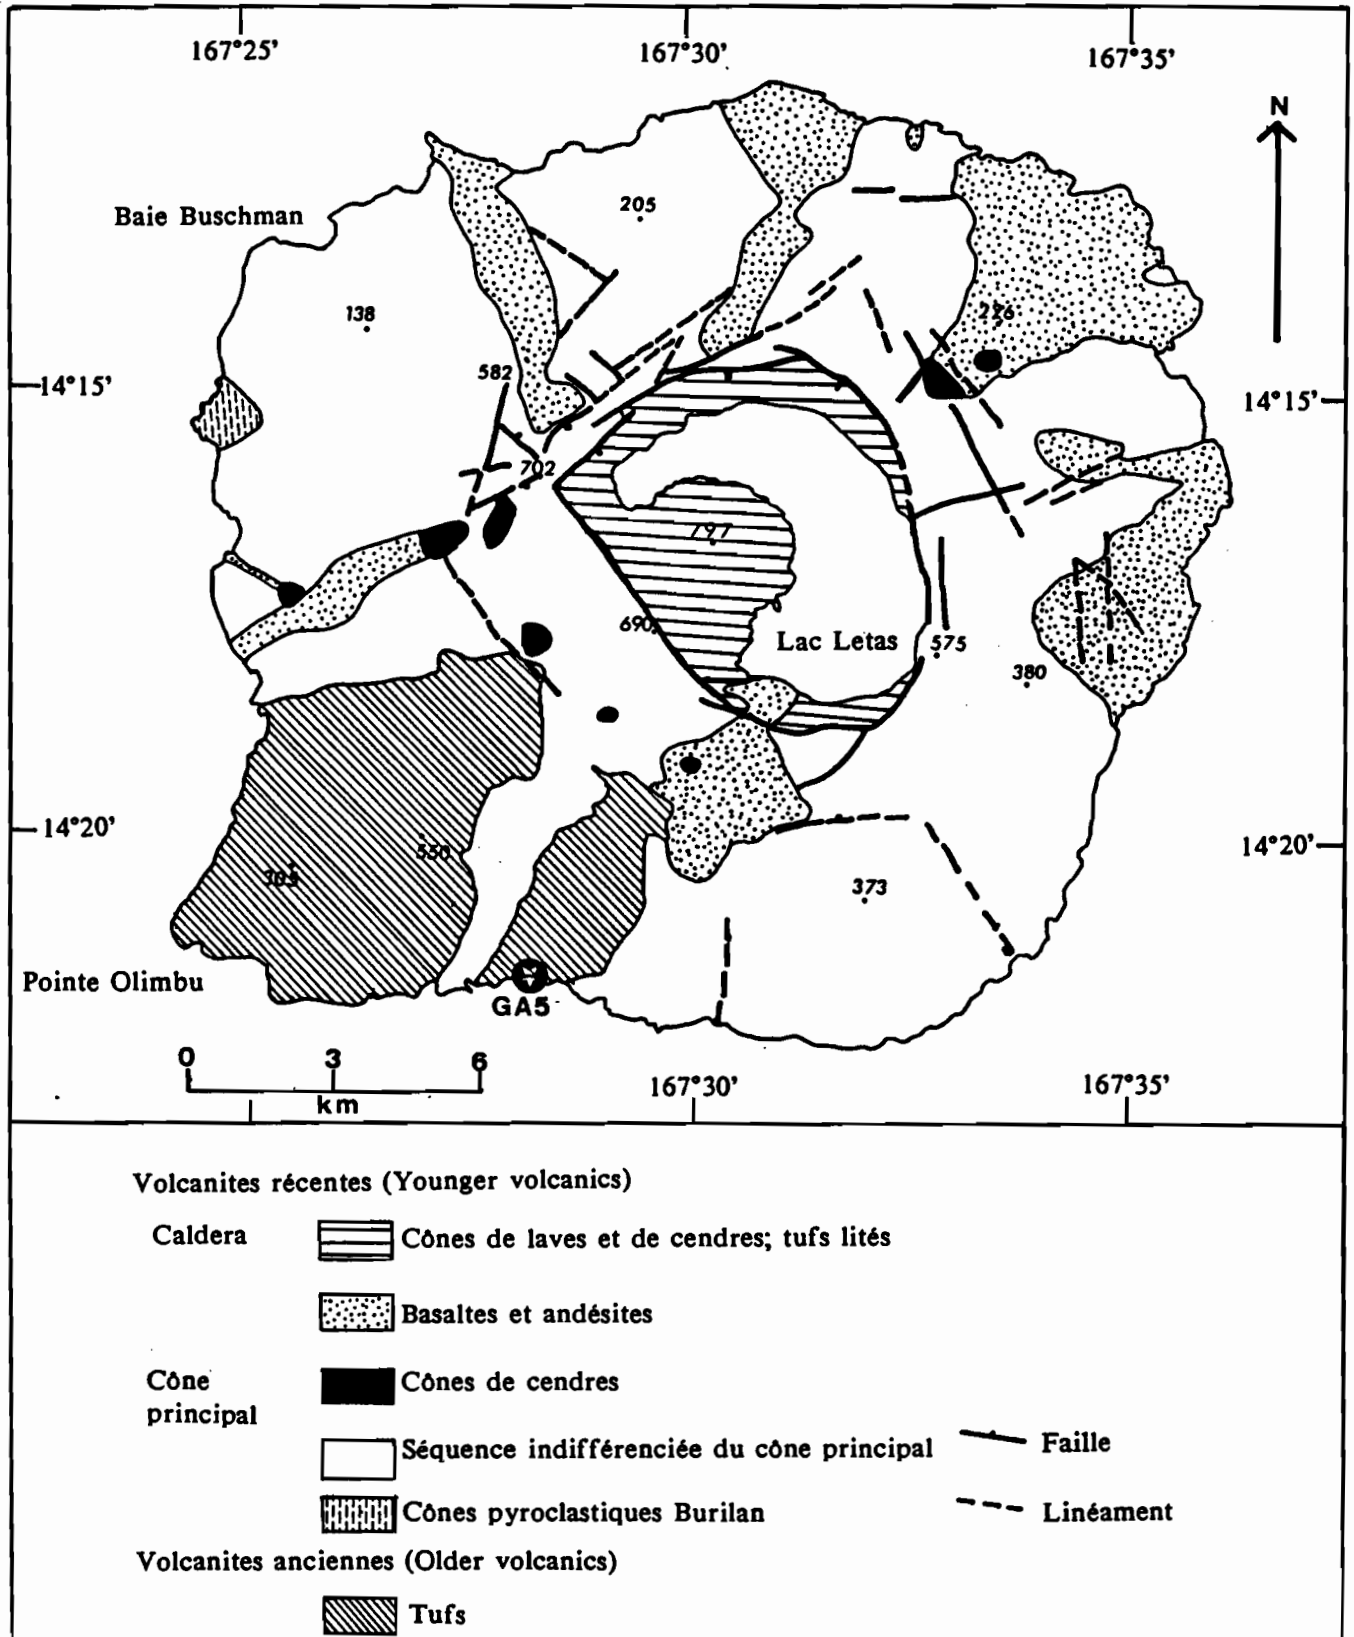 167°25'
167°30'
167°35'
N
Baie Buschman
205
138
226
582
14°15'
14°15'
702
797
690
Lac Letas
575
380
14°20'
550
14°20'
305
373
Pointe Olimbu
GA5
0 3 6
km
167°30'
167°35'
Volcanites récentes (Younger volcanics)
Caldera
Cônes de laves et de cendres; tufs lités
Basaltes et andésites
Cône
principal
Cônes de cendres
Séquence indifférenciée du cône principal
Faille
Cônes pyroclastiques Burilan
Linéament
Volcanites anciennes (Older volcanics)
Tufs